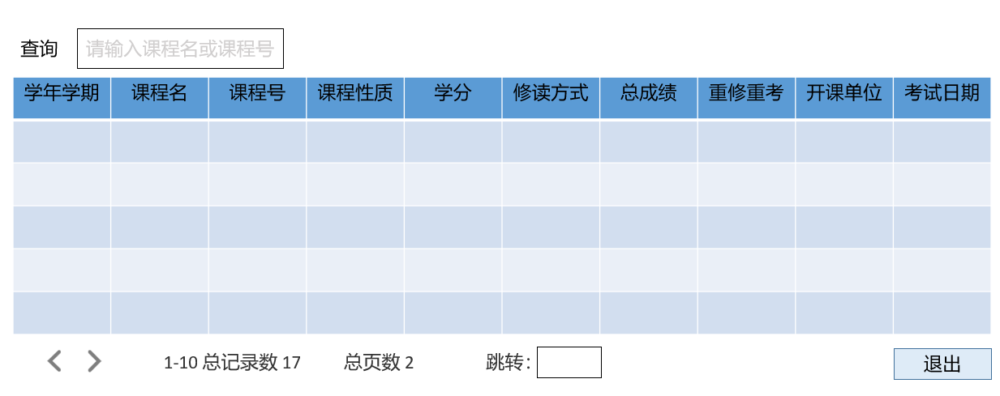 查询 请输入课程名或课程号
学年学期 课程名 课程号 课程性质 学分 修读方式 总成绩 重修重考 开课单位 考试日期
1-10 总记录数 17 总页数 2 跳转: 退出